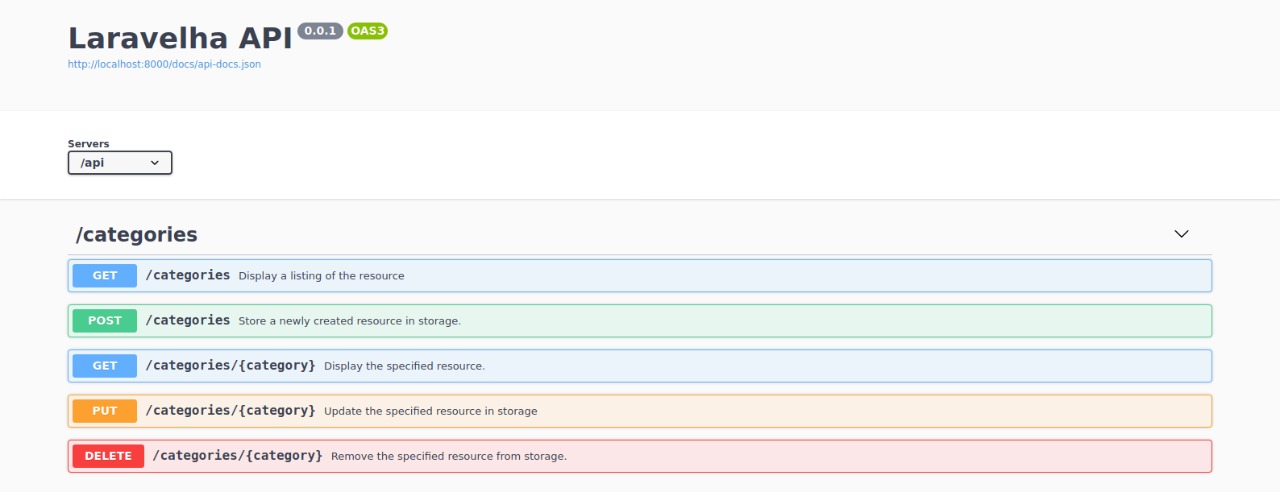 Laravelha API 0.0.1 OAS3
http://localhost:8000/docs/api-docs.json
Servers
/api
/categories
GET /categories Display a listing of the resource
POST /categories Store a newly created resource in storage.
GET /categories/{category} Display the specified resource.
PUT /categories/{category} Update the specified resource in storage
DELETE /categories/{category} Remove the specified resource from storage.